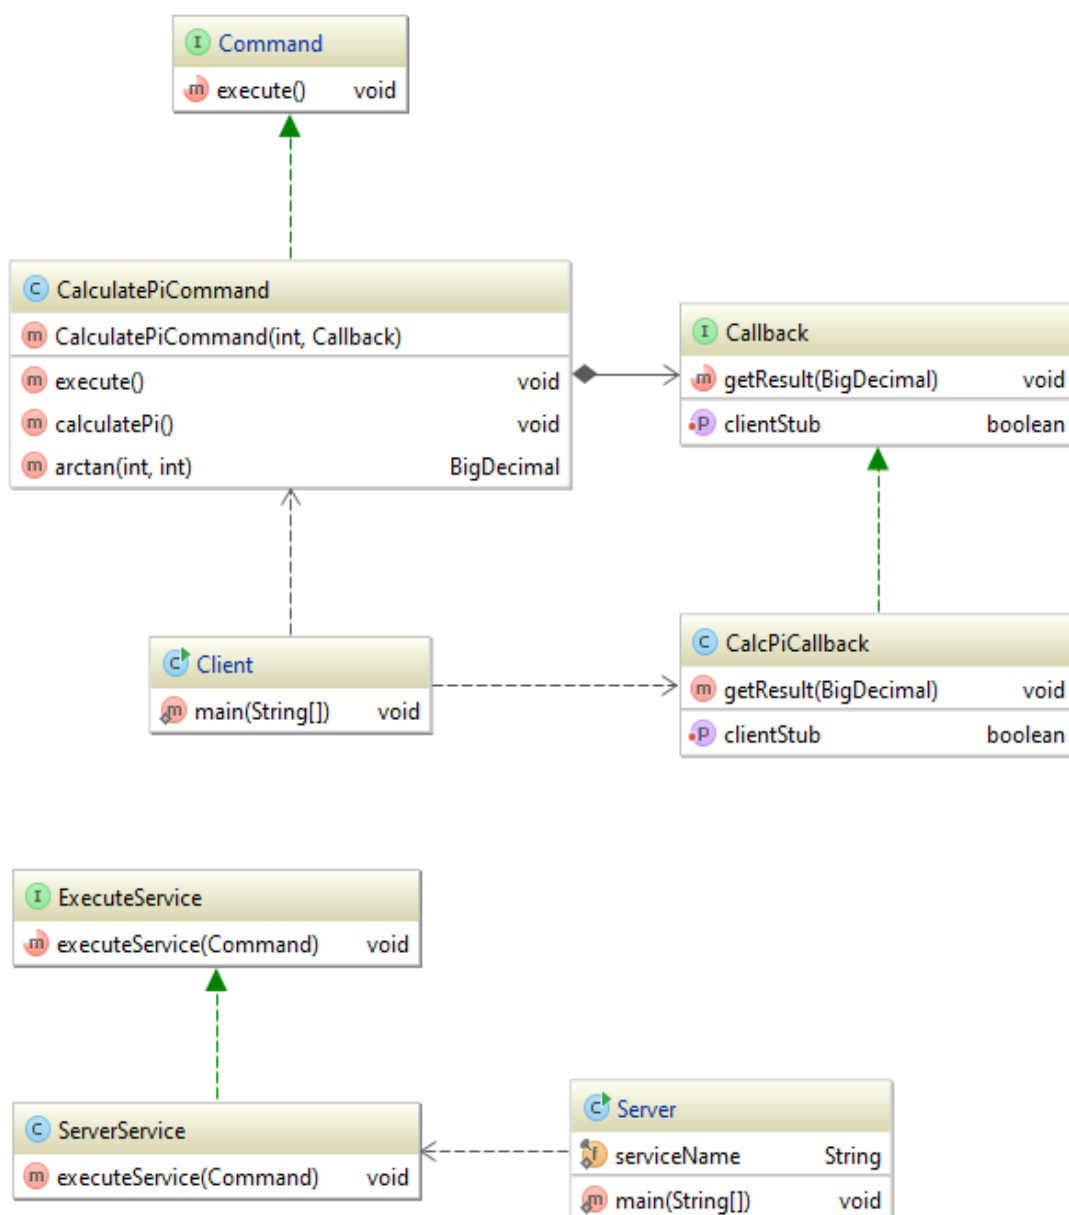 Command
execute() void
CalculatePiCommand
CalculatePiCommand(int, Callback)
execute() void
calculatePi() void
arctan(int, int) BigDecimal
Callback
getResult(BigDecimal) void
clientStub boolean
Client
main(String[]) void
CalcPiCallback
getResult(BigDecimal) void
clientStub boolean
ExecuteService
executeService(Command) void
ServerService
executeService(Command) void
Server
serviceName String
main(String[]) void